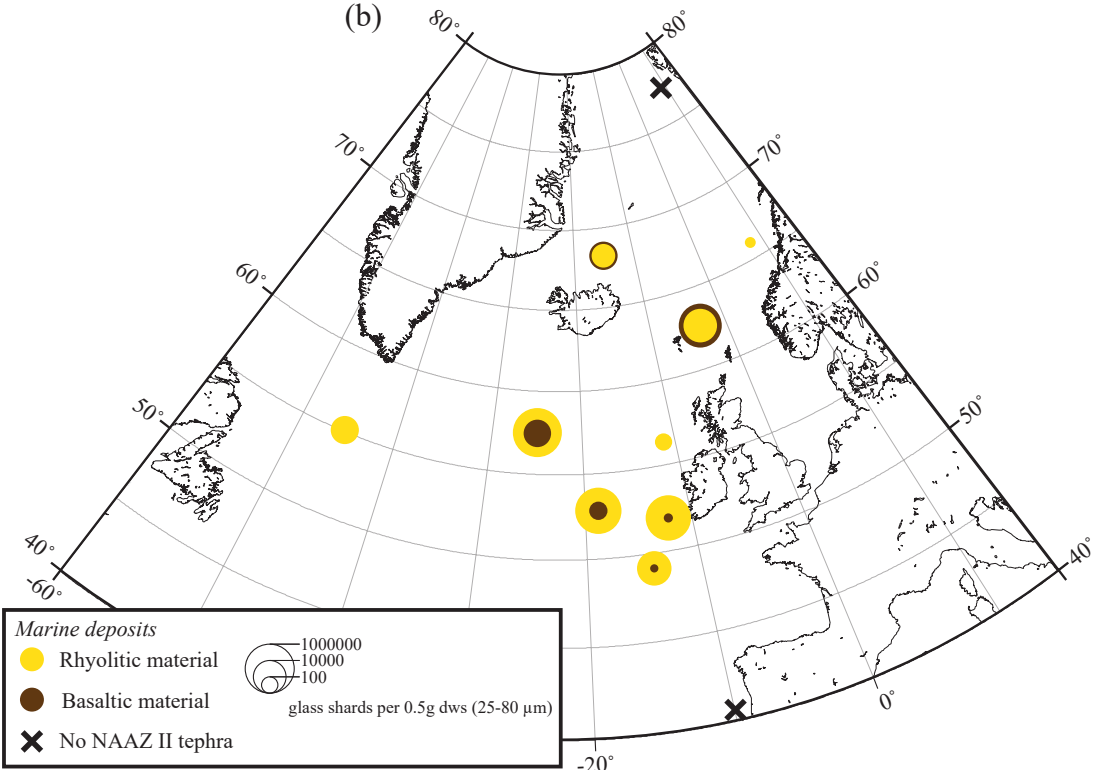 (b)
80°
80°
70°
70°
60°
60°
50°
50°
40°
40°
-60°
0°
-20°
Marine deposits
Rhyolitic material
Basaltic material
No NAAZ II tephra
1000000
10000
100
glass shards per 0.5g dws (25-80 µm)